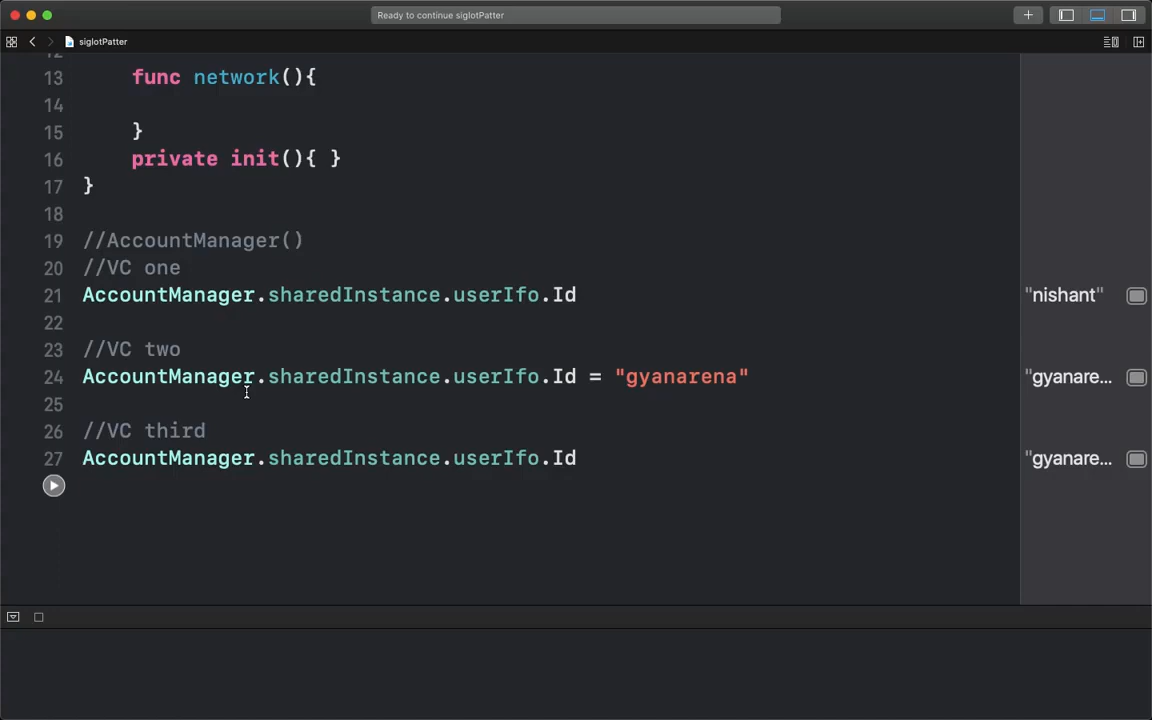 Ready to continue siglotPatter
siglotPatter
12
13 func network(){
14
15 }
16 private init(){ }
17 }
18
19 //AccountManager()
20 //VC one
21 AccountManager.sharedInstance.userIfo.Id "nishant"
22
23 //VC two
24 AccountManager.sharedInstance.userIfo.Id = "gyanarena" "gyanare...
25
26 //VC third
27 AccountManager.sharedInstance.userIfo.Id "gyanare...